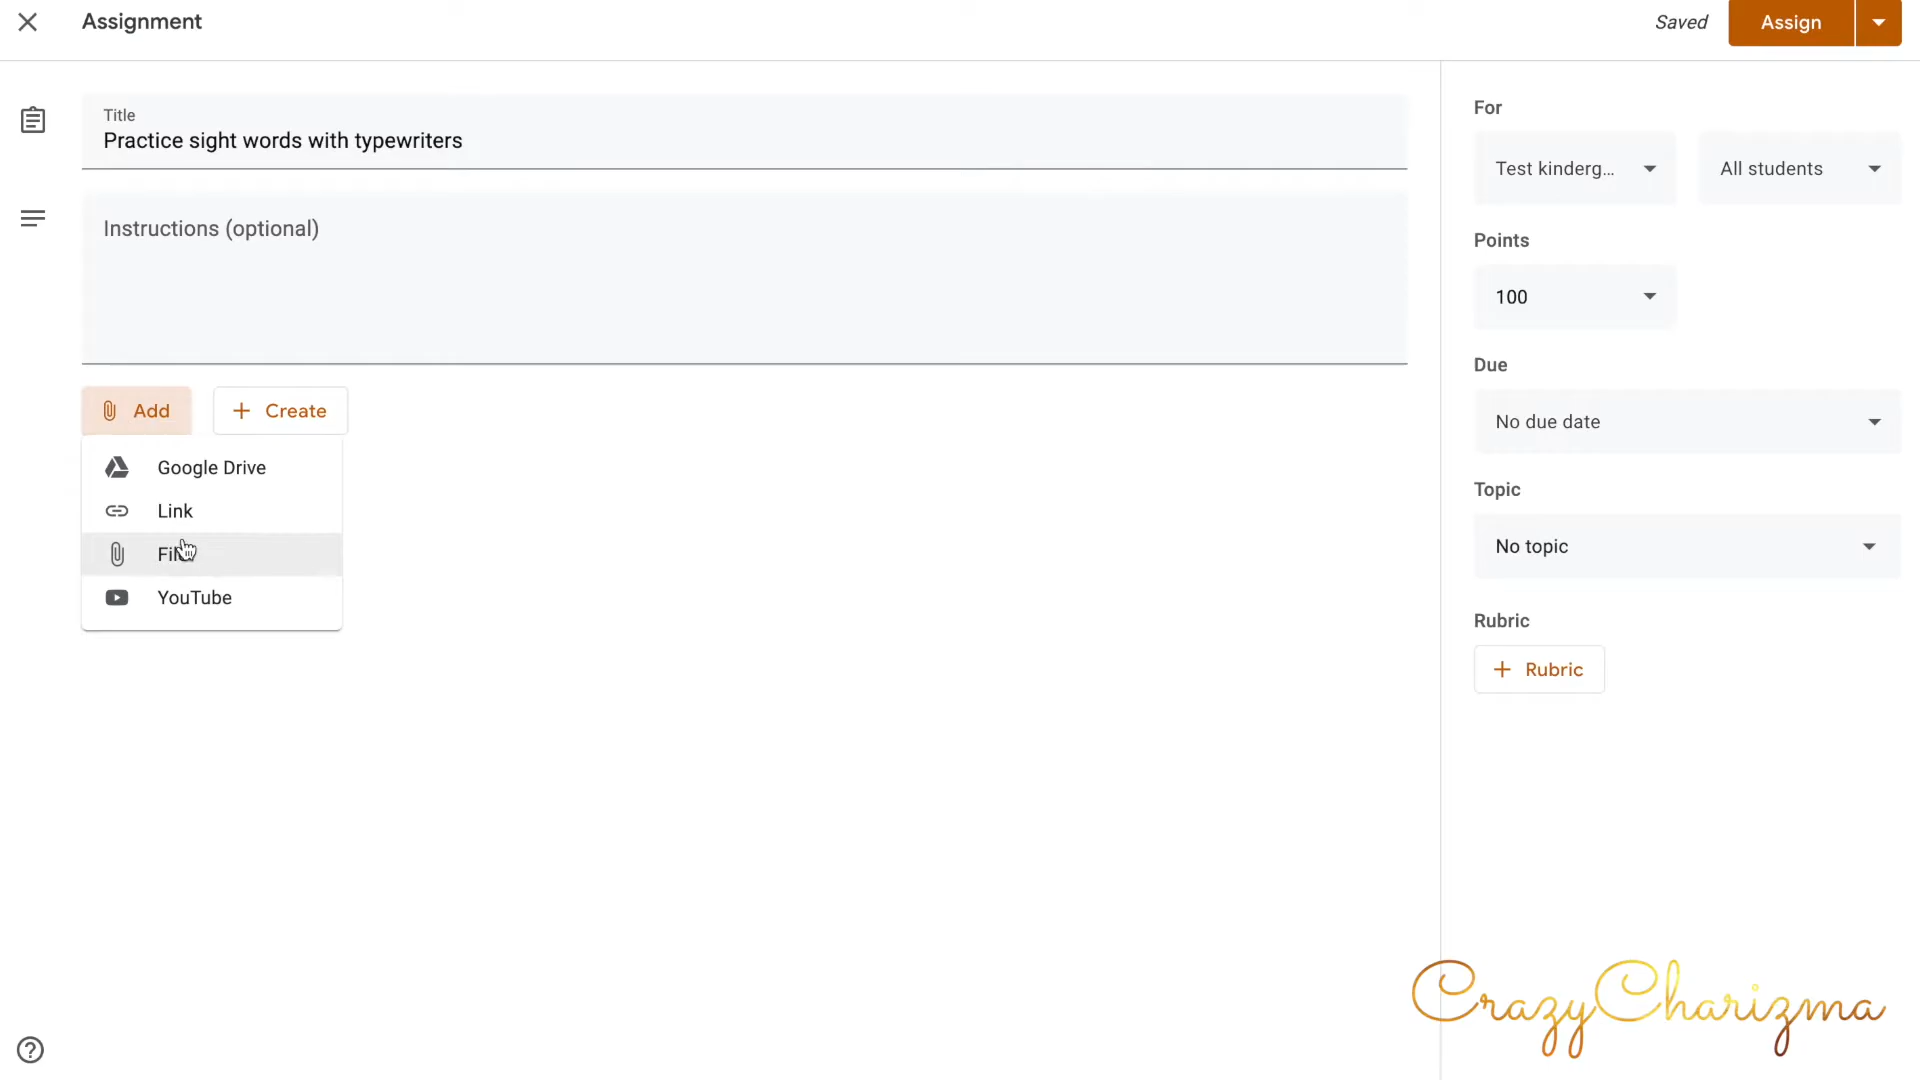 Assignment
Saved
Assign
Title
Practice sight words with typewriters
Instructions (optional)
Add
Create
Google Drive
Link
YouTube
For
Test kinderg...
All students
Points
100
Due
No due date
Topic
No topic
Rubric
Rubric
CrazyCharizma